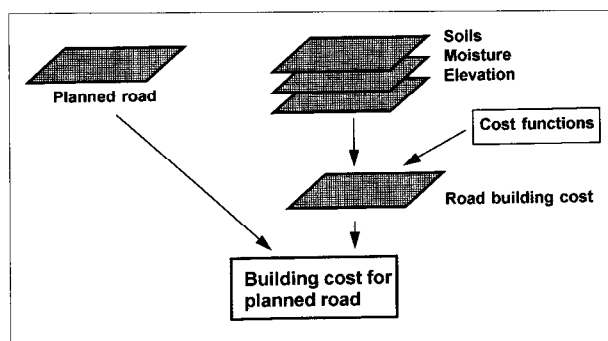 Soils
Moisture
Elevation
Planned road
Cost functions
Road building cost
Building cost for
planned road